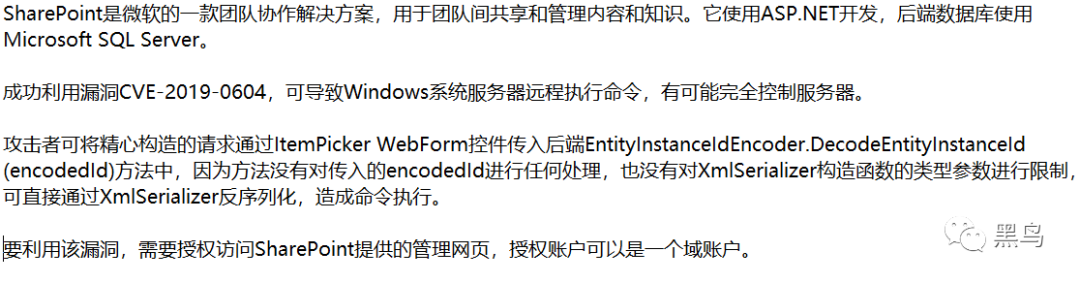 SharePoint是微软的一款团队协作解决方案，用于团队间共享和管理内容和知识。它使用ASP.NET开发，后端数据库使用
Microsoft SQL Server。
成功利用漏洞CVE-2019-0604，可导致Windows系统服务器远程执行命令，有可能完全控制服务器。
攻击者可将精心构造的请求通过ItemPicker WebForm控件传入后端EntityInstanceIdEncoder.DecodeEntityInstanceId
(encodedId)方法中，因为方法没有对传入的encodedId进行任何处理，也没有对XmlSerializer构造函数的类型参数进行限制，
可直接通过XmlSerializer反序列化，造成命令执行。
要利用该漏洞，需要授权访问SharePoint提供的管理网页，授权账户可以是一个域账户。
黑鸟